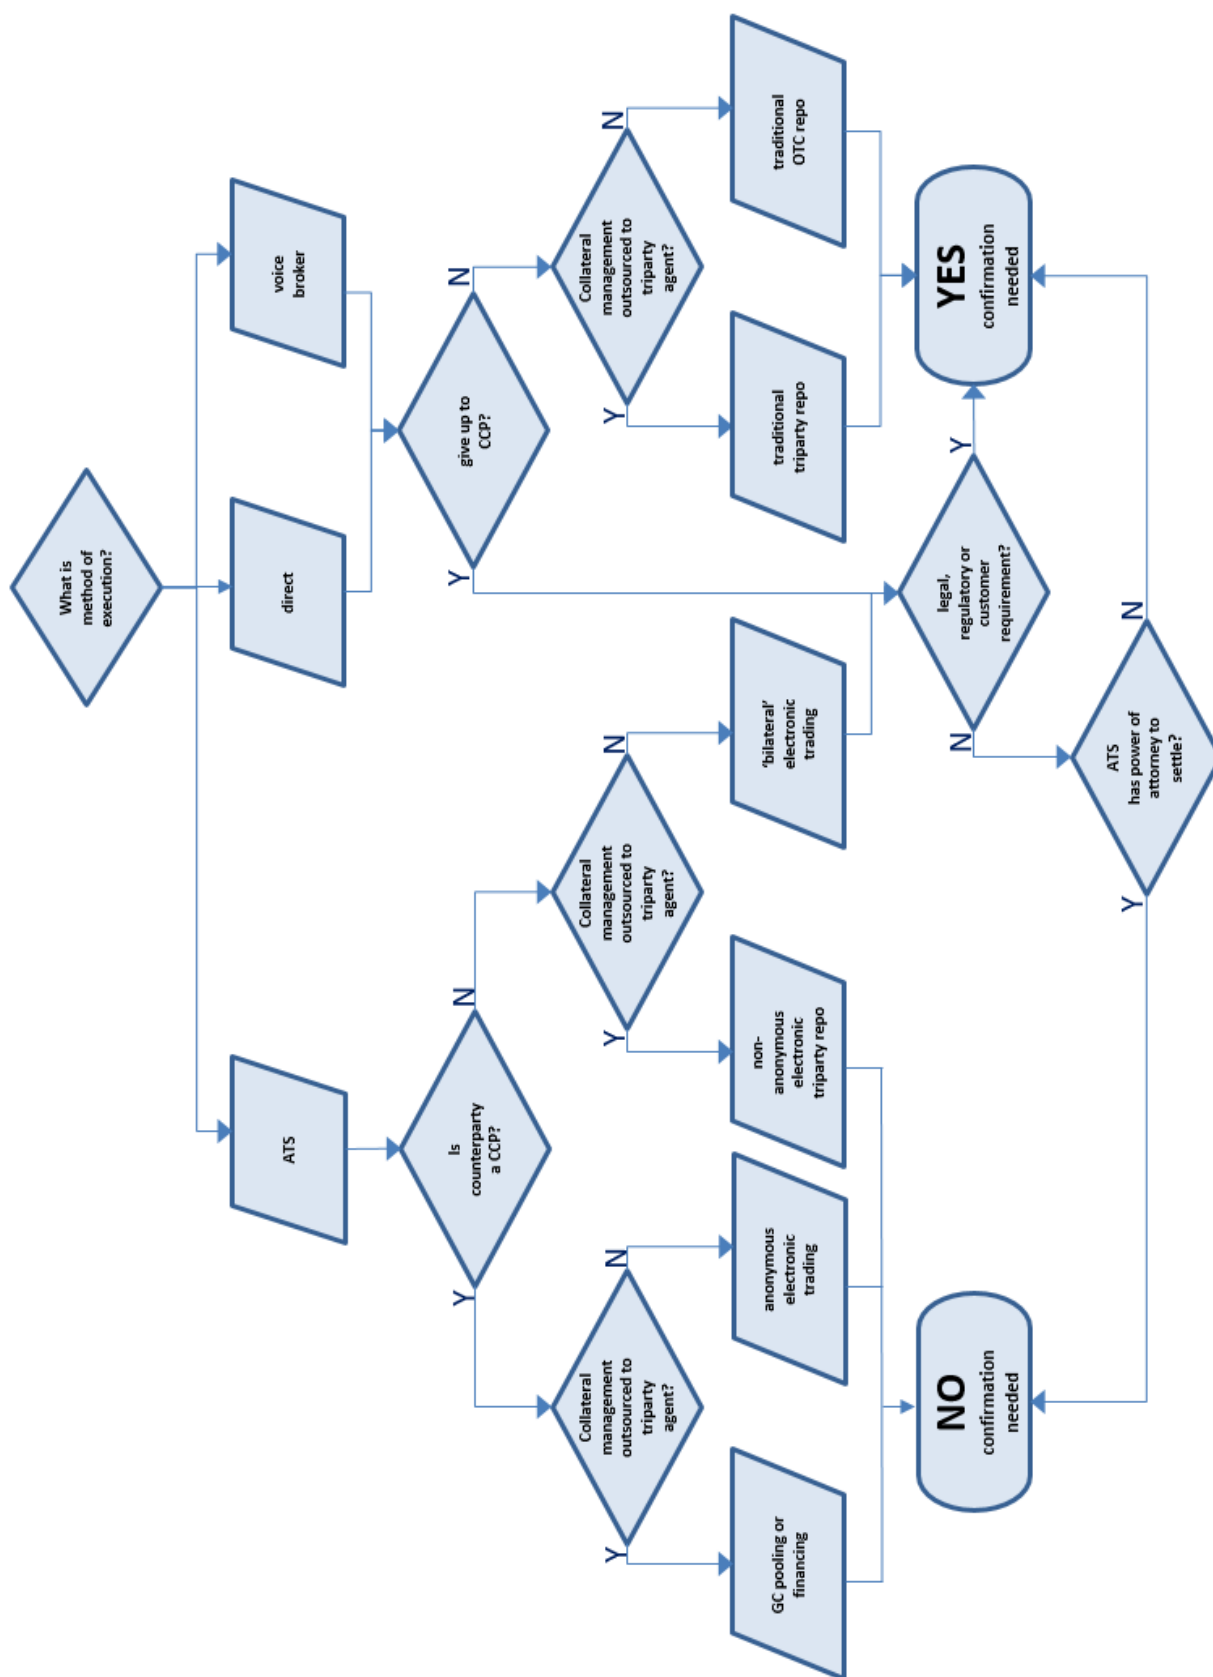 What is
method of
execution?
ATS
direct
voice
broker
Is
counterparty
a CCP?
Y
N
give up to
CCP?
Y
N
Collateral
management
outsourced to
triparty
agent?
Y
N
Collateral
management
outsourced to
triparty
agent?
Y
N
Collateral
management
outsourced to
triparty
agent?
Y
N
GC pooling or
financing
anonymous
electronic
trading
non-
anonymous
electronic
triparty repo
'bilateral'
electronic
trading
traditional
triparty repo
traditional
OTC repo
NO
confirmation
needed
legal,
regulatory or
customer
requirement?
N
Y
YES
confirmation
needed
ATS
has power of
attorney to
settle?
Y
N